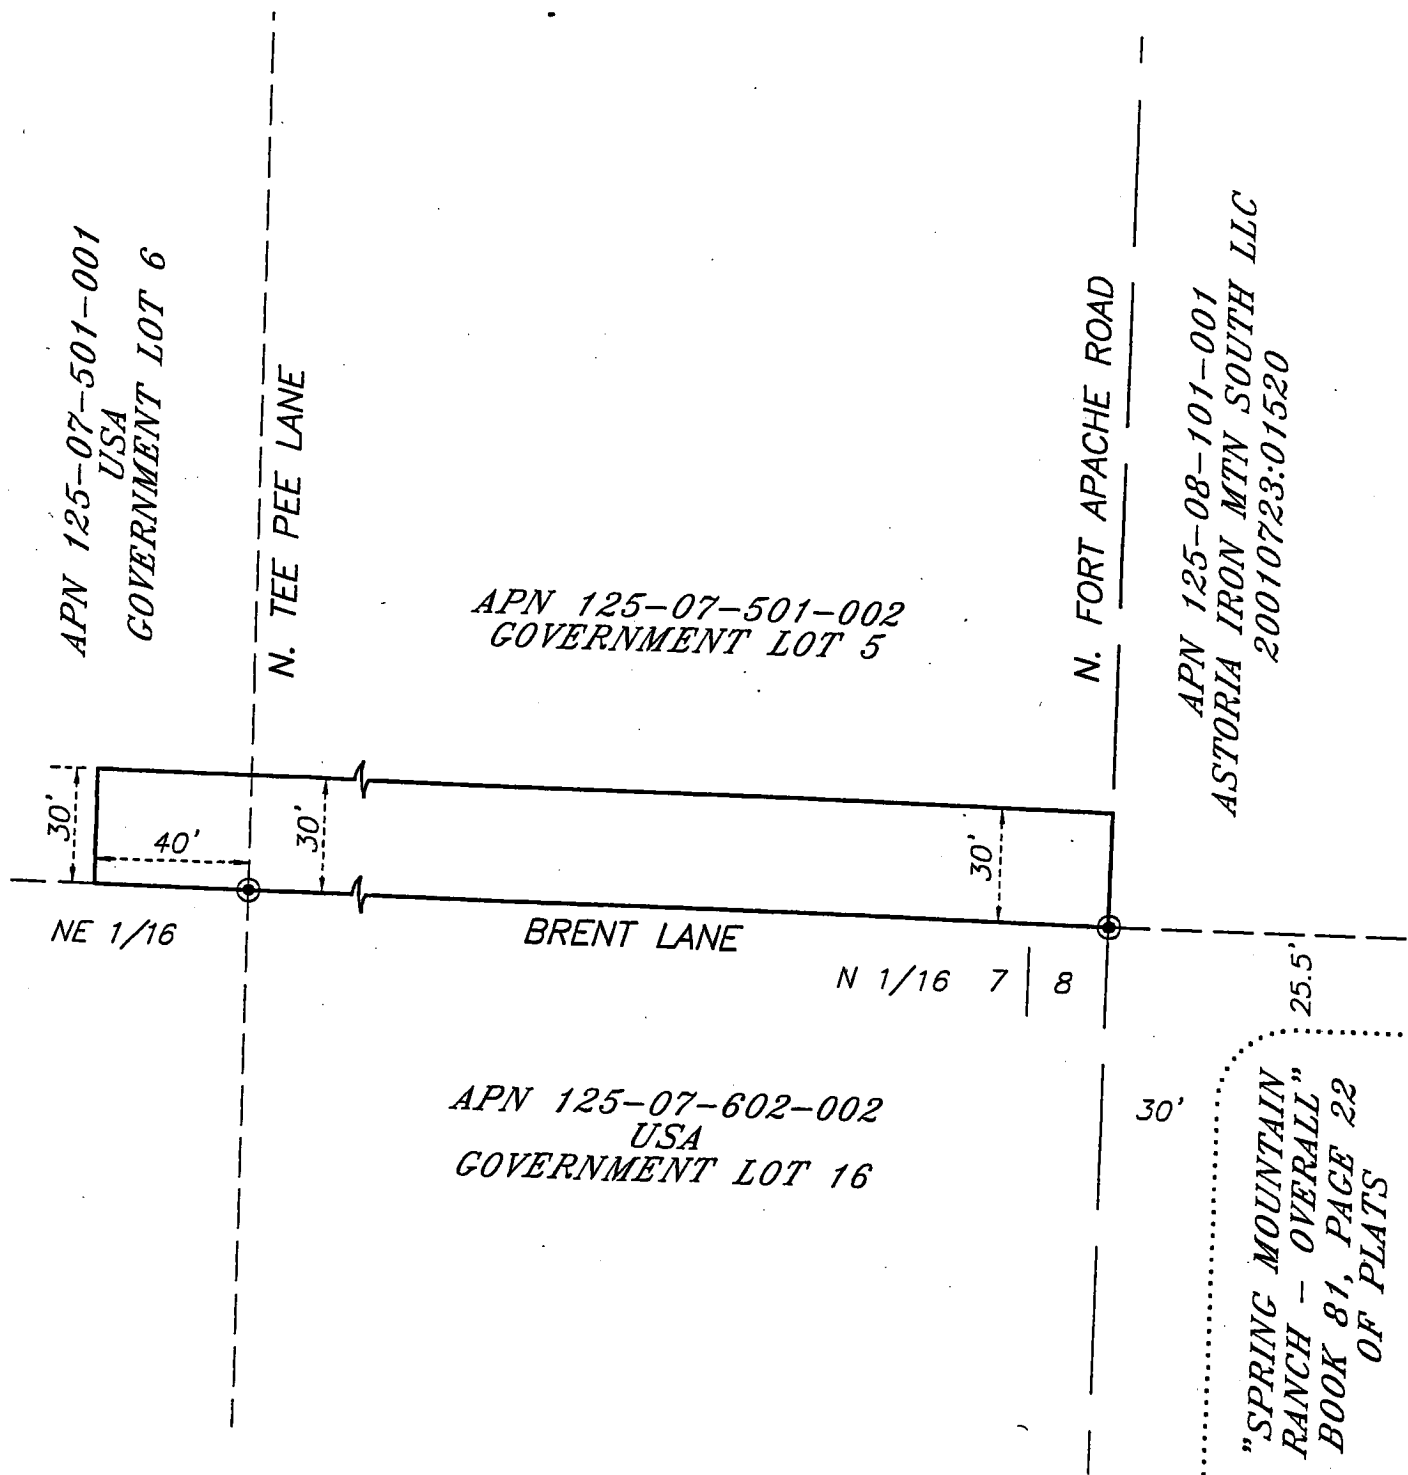 APN 125-07-501-001
USA
GOVERNMENT LOT 6
N. TEE PEE LANE
APN 125-07-501-002
GOVERNMENT LOT 5
N. FORT APACHE ROAD
APN 125-08-101-001
ASTORIA IRON MTN SOUTH LLC
20010723:01520
30'
40'
30'
30'
NE 1/16
BRENT LANE
N 1/16 7 | 8
25.5'
APN 125-07-602-002
USA
GOVERNMENT LOT 16
30'
"SPRING MOUNTAIN
RANCH - OVERALL"
BOOK 81, PAGE 22
OF PLATS